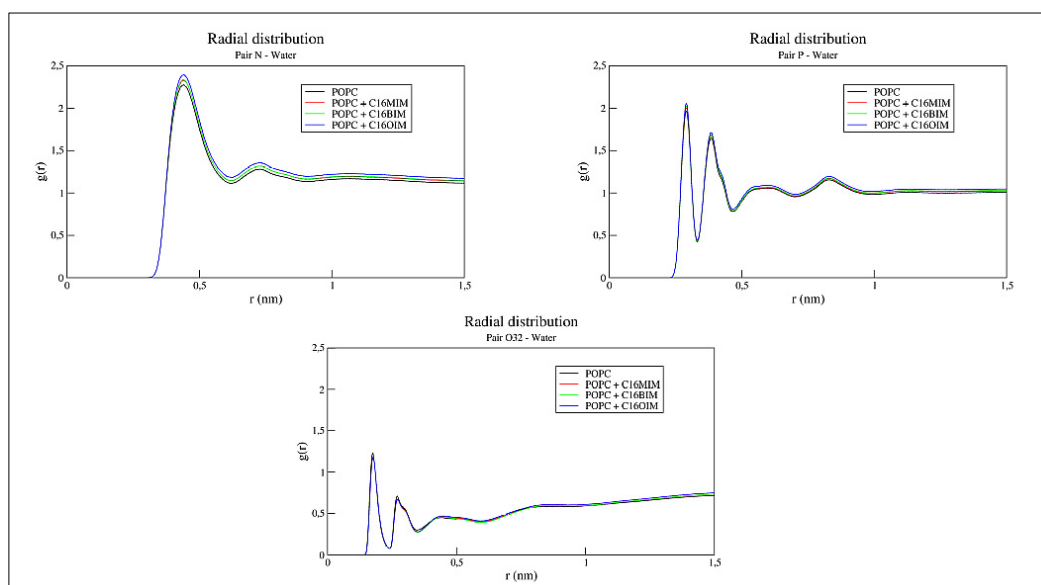 Radial distribution
Pair N - Water
2,5
2
1,5
1
0,5
0
g(r)
POPC
POPC + C16MIM
POPC + C16BIM
POPC + C16OIM
0
0,5
1
1,5
r (nm)
Radial distribution
Pair P - Water
2,5
2
1,5
1
0,5
0
g(r)
POPC
POPC + C16MIM
POPC + C16BIM
POPC + C16OIM
0
0,5
1
1,5
r (nm)
Radial distribution
Pair O32 - Water
2,5
2
1,5
1
0,5
0
g(r)
POPC
POPC + C16MIM
POPC + C16BIM
POPC + C16OIM
0
0,5
1
1,5
r (nm)